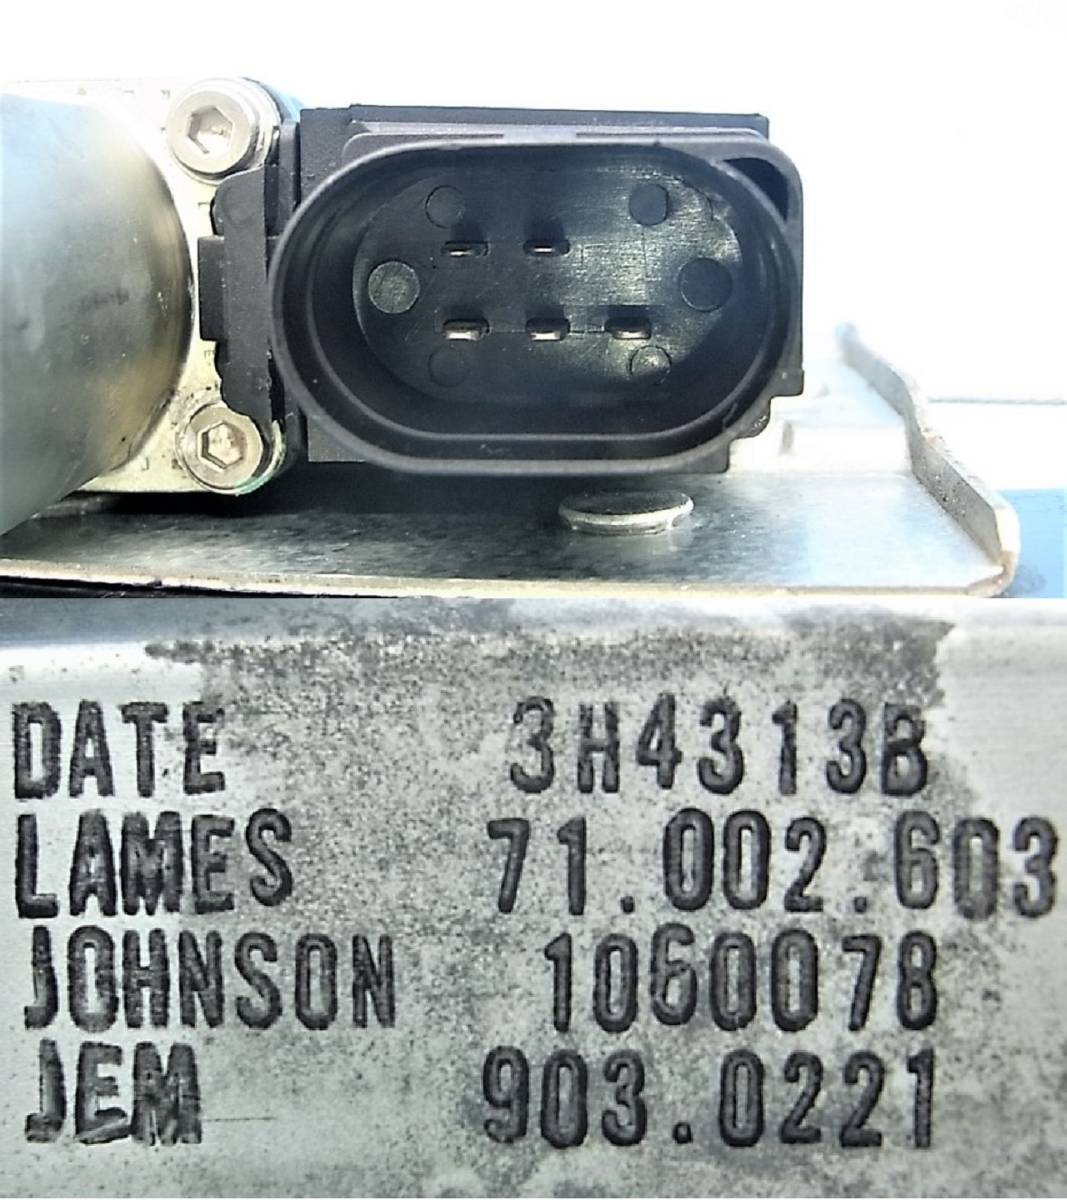 DATE 3H4313B
LAMES 71.002.603
JOHNSON 1060078
JEM 903.0221